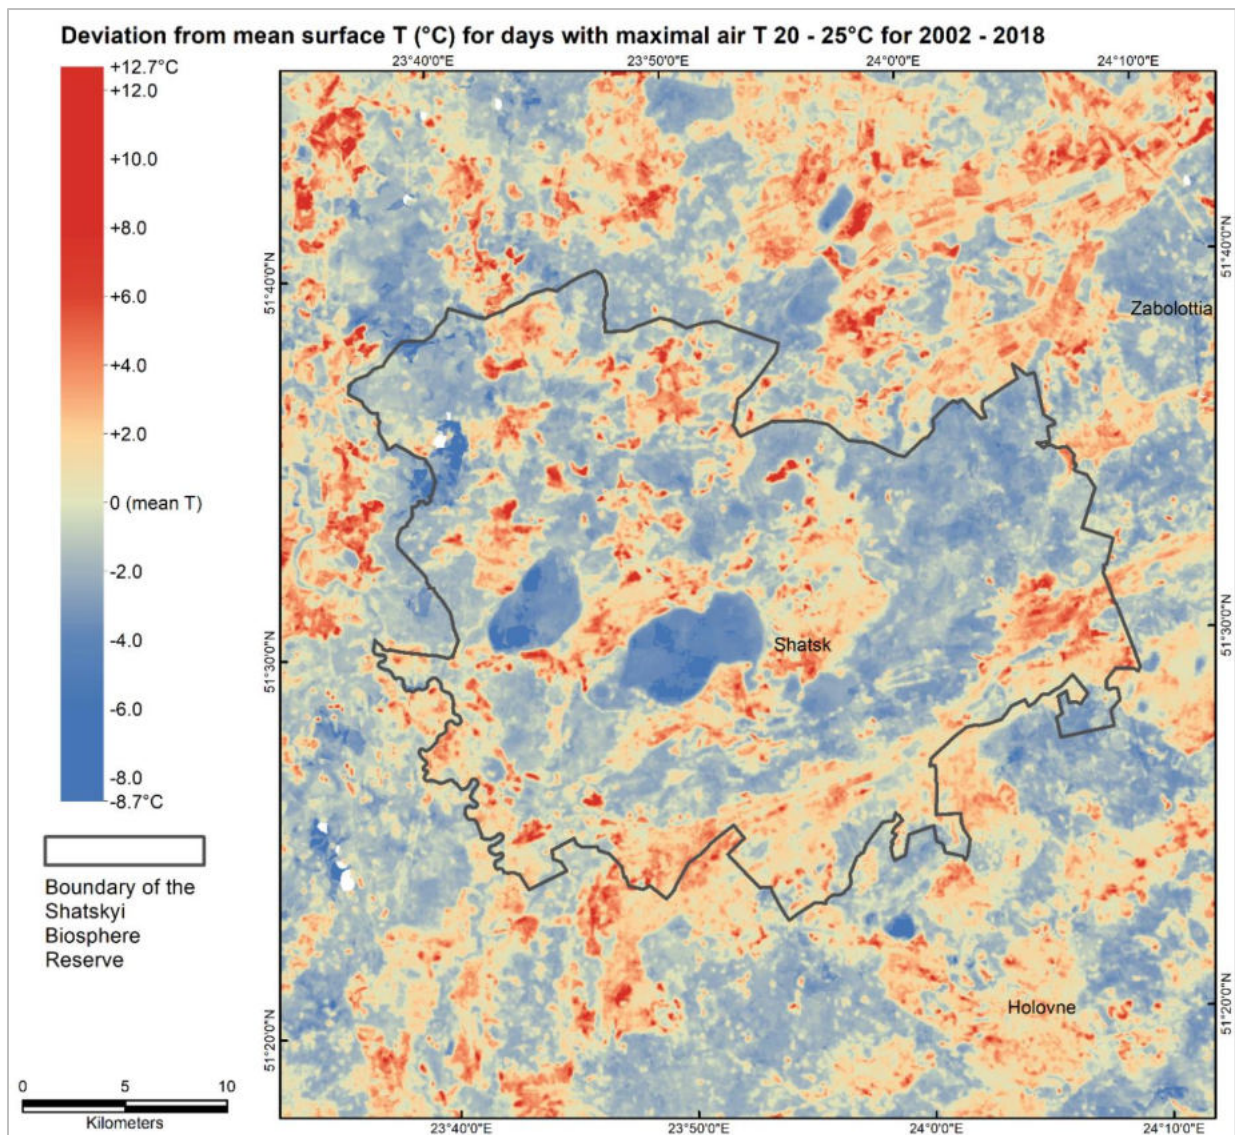 Deviation from mean surface T (°C) for days with maximal air T 20 - 25°C for 2002 - 2018
23°40'0"E 23°50'0"E 24°0'0"E 24°10'0"E
+12.7°C
+12.0
+10.0
+8.0
+6.0
+4.0
+2.0
0 (mean T)
-2.0
-4.0
-6.0
-8.0
-8.7°C
Boundary of the
Shatskyi
Biosphere
Reserve
0 5 10
Kilometers
51°40'0"N
51°30'0"N
51°20'0"N
Zabolottia
Shatsk
Holovne
51°40'0"N
51°30'0"N
51°20'0"N
23°40'0"E 23°50'0"E 24°0'0"E 24°10'0"E